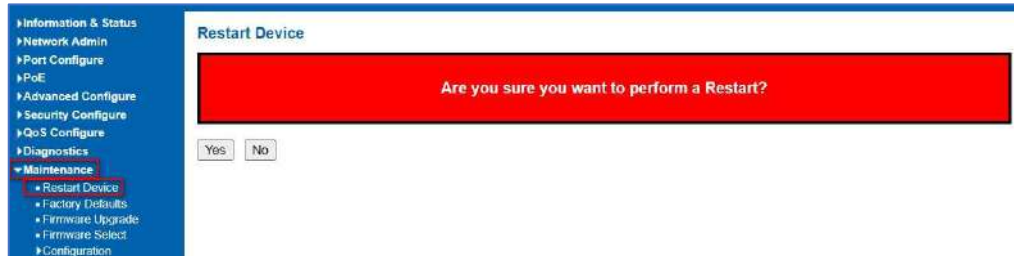 Information & Status
Network Admin
Port Configure
PoE
Advanced Configure
Security Configure
QoS Configure
Diagnostics
Maintenance
Restart Device
Factory Defaults
Firmware Upgrade
Firmware Select
Configuration
Restart Device
Are you sure you want to perform a Restart?
Yes No